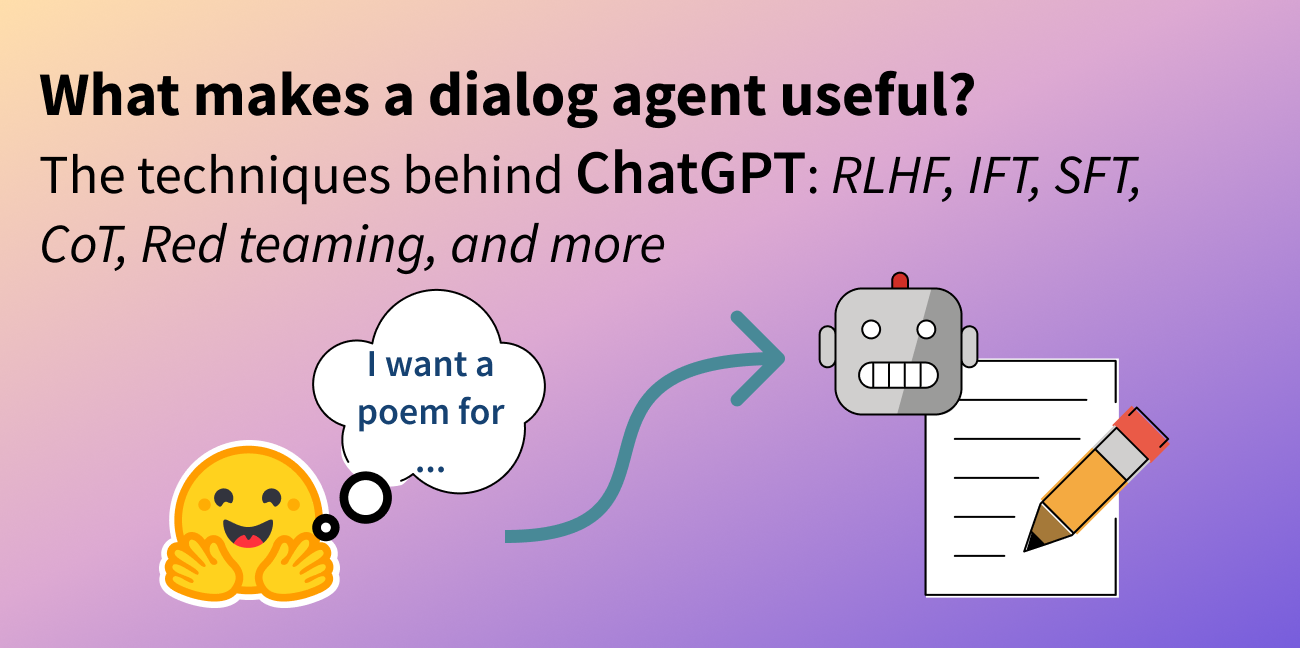 What makes a dialog agent useful?
The techniques behind ChatGPT: RLHF, IFT, SFT,
CoT, Red teaming, and more
I want a
poem for
...